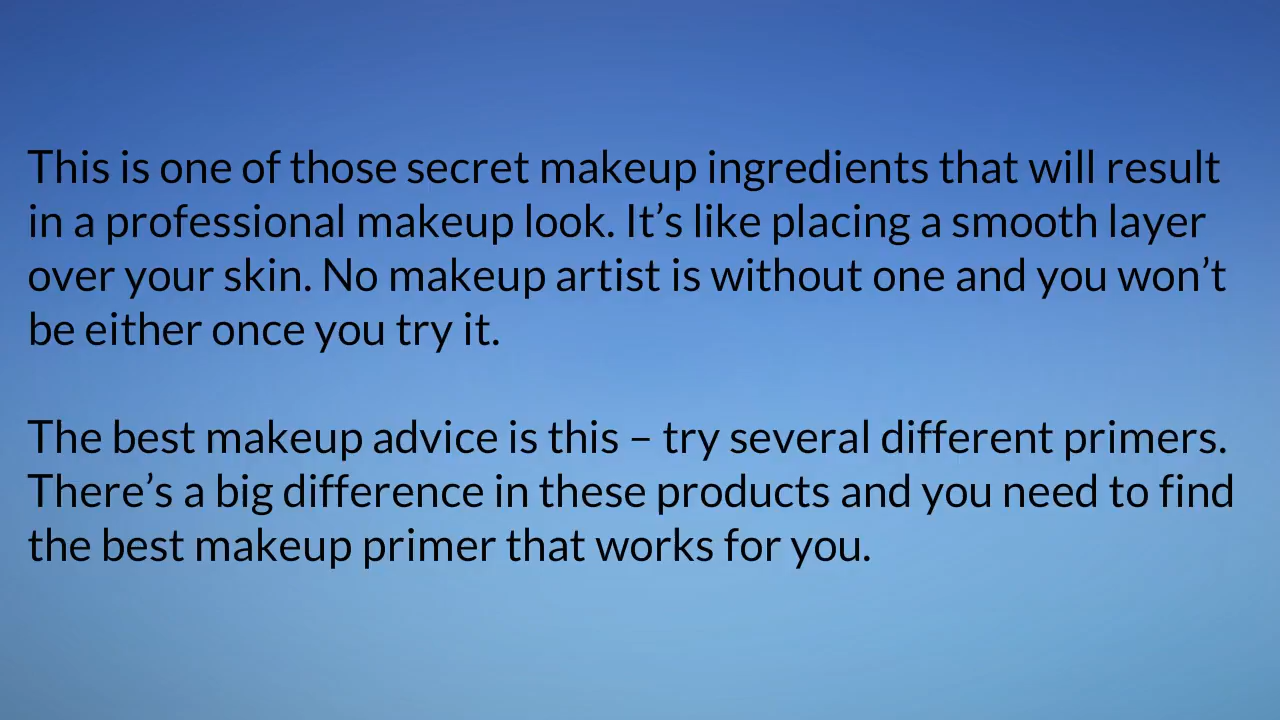 This is one of those secret makeup ingredients that will result
in a professional makeup look. It’s like placing a smooth layer
over your skin. No makeup artist is without one and you won’t
be either once you try it.
The best makeup advice is this – try several different primers.
There’s a big difference in these products and you need to find
the best makeup primer that works for you.